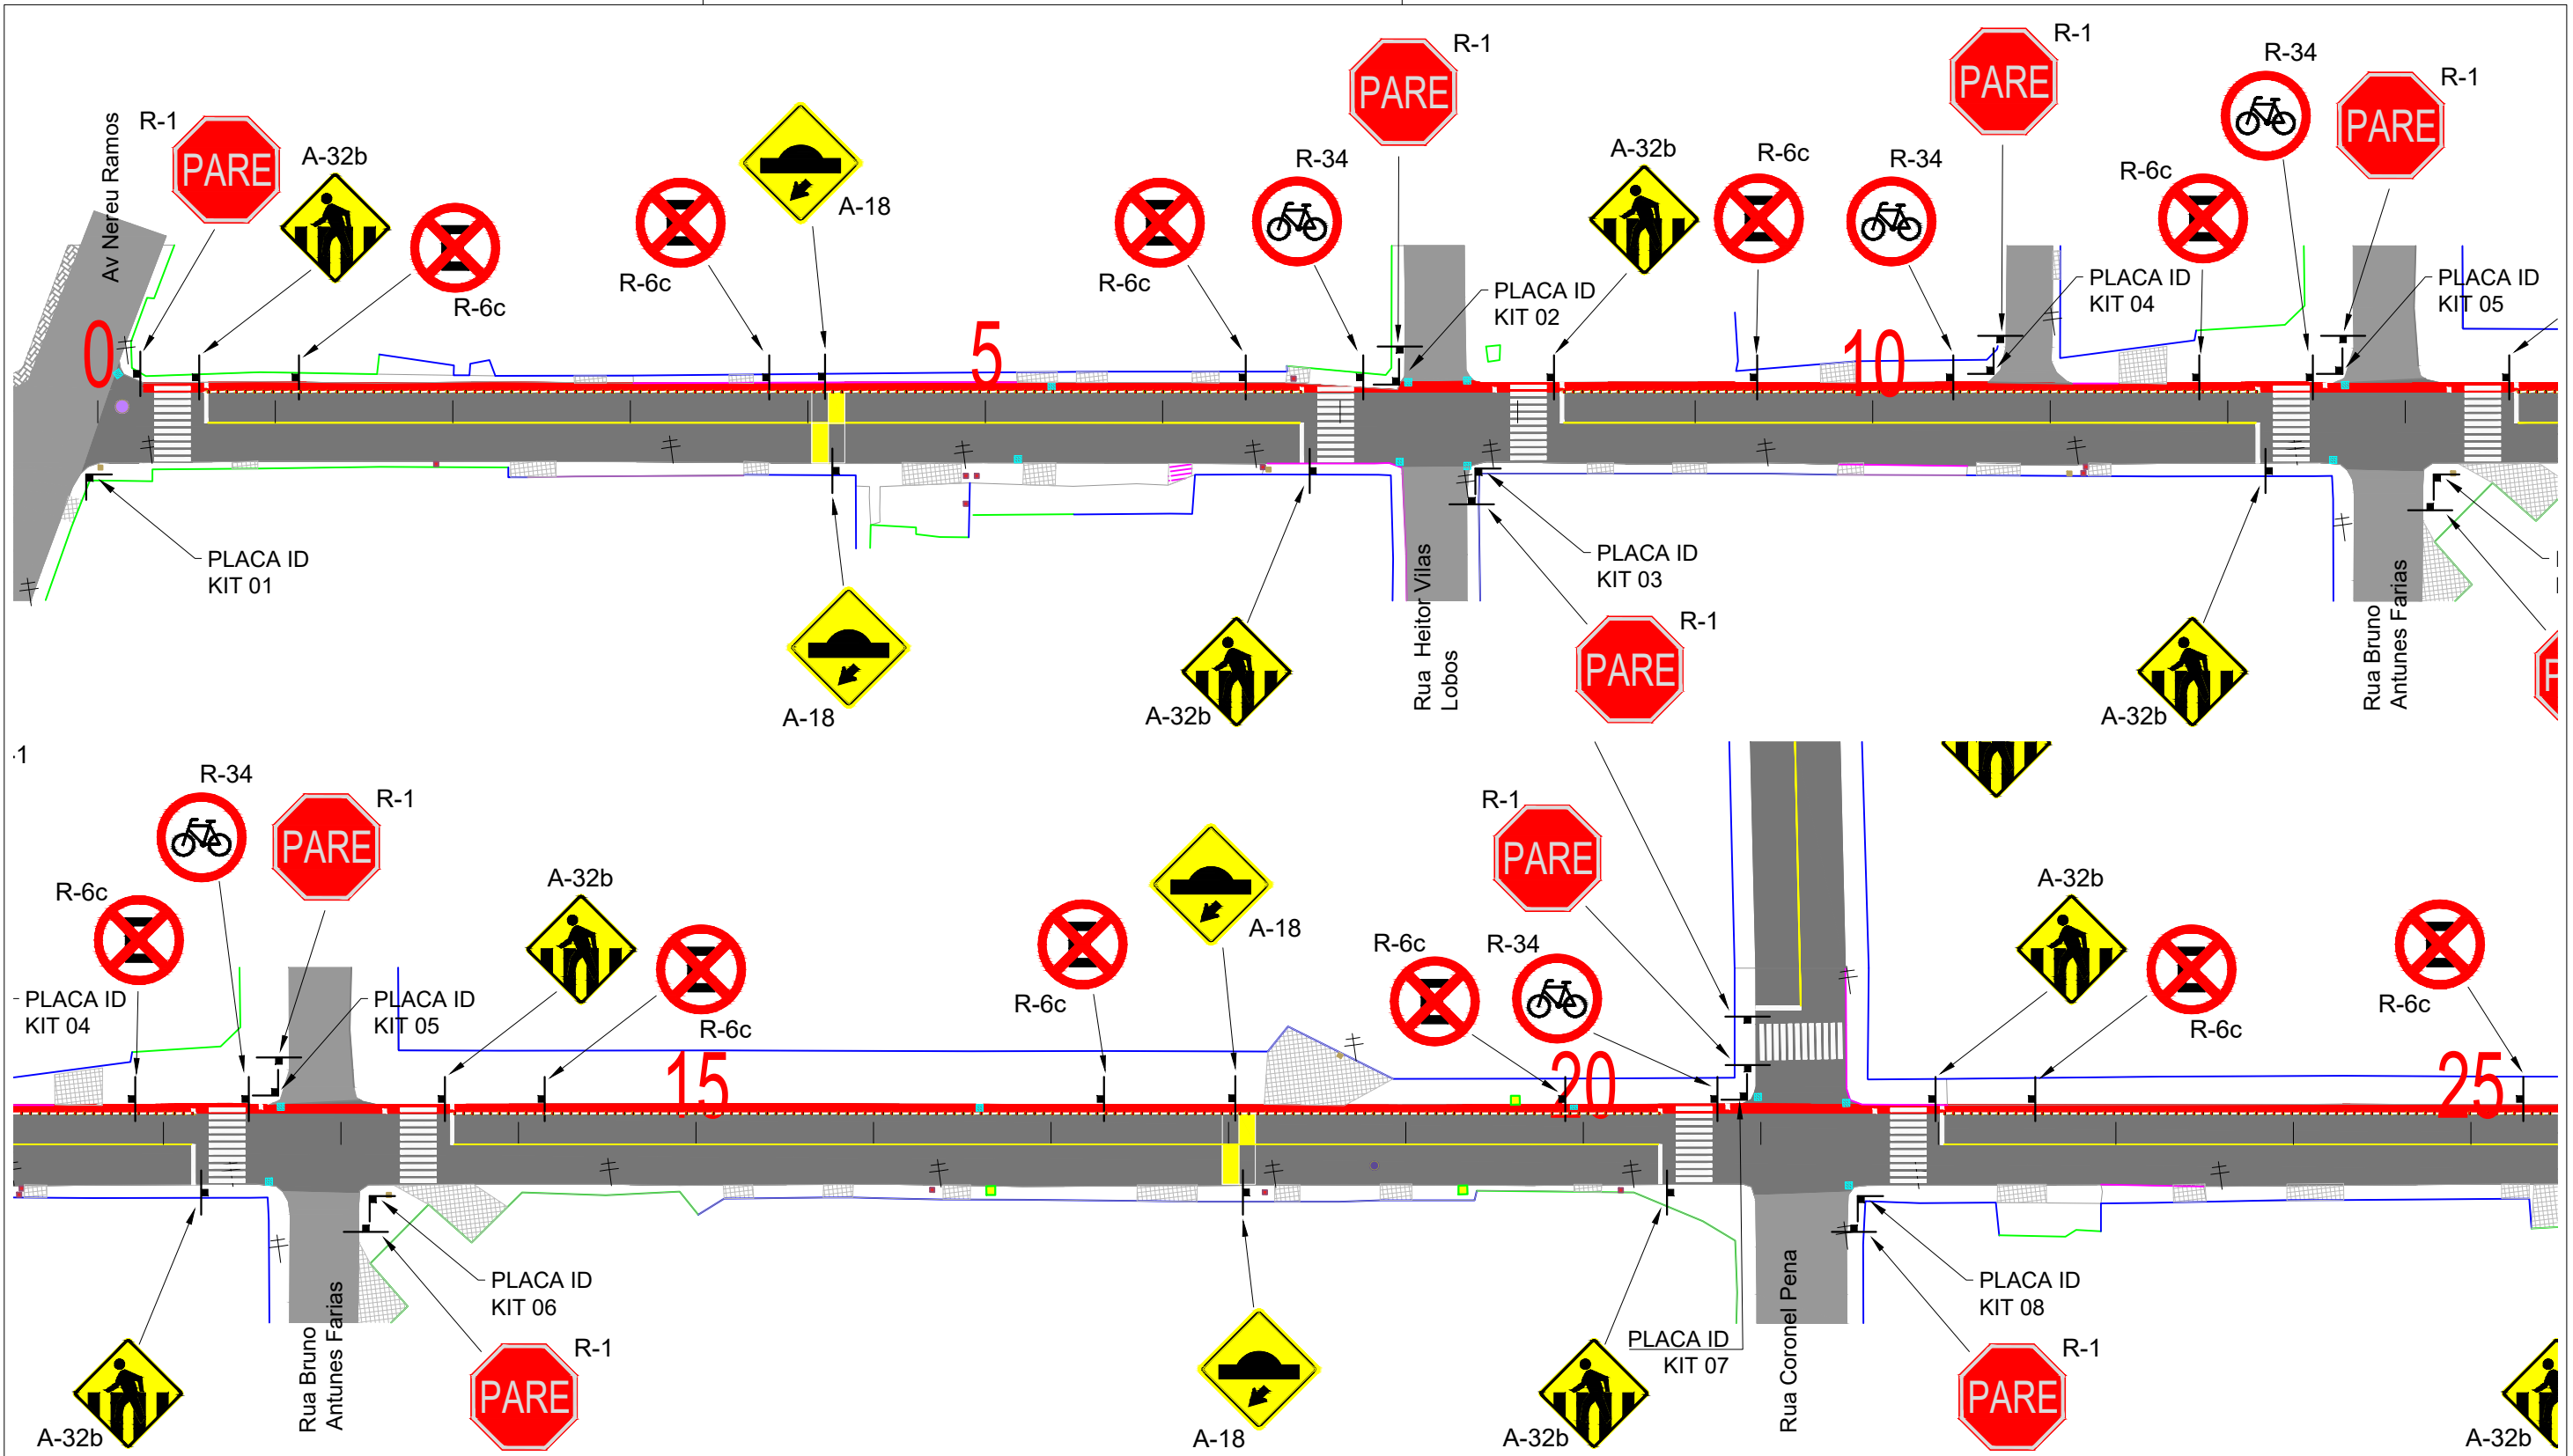 R-1
PARE
Av Nereu Ramos
A-32b
R-6c
R-6c
A-18
R-6c
R-34
R-1
PARE
A-32b
R-6c
R-34
R-1
PARE
R-6c
R-34
R-1
PARE
PLACA ID
KIT 02
PLACA ID
KIT 04
PLACA ID
KIT 05
0
5
10
PLACA ID
KIT 01
A-18
A-32b
Rua Heitor Vilas
Lobos
PLACA ID
KIT 03
R-1
PARE
A-32b
Rua Bruno
Antunes Farias
-1
R-6c
R-34
R-1
PARE
A-32b
R-6c
R-6c
A-18
R-6c
R-34
R-1
PARE
A-32b
R-6c
R-6c
PLACA ID
KIT 04
PLACA ID
KIT 05
15
20
25
A-32b
Rua Bruno
Antunes Farias
PLACA ID
KIT 06
R-1
PARE
A-18
A-32b
PLACA ID
KIT 07
Rua Coronel Pena
PLACA ID
KIT 08
R-1
PARE
A-32b